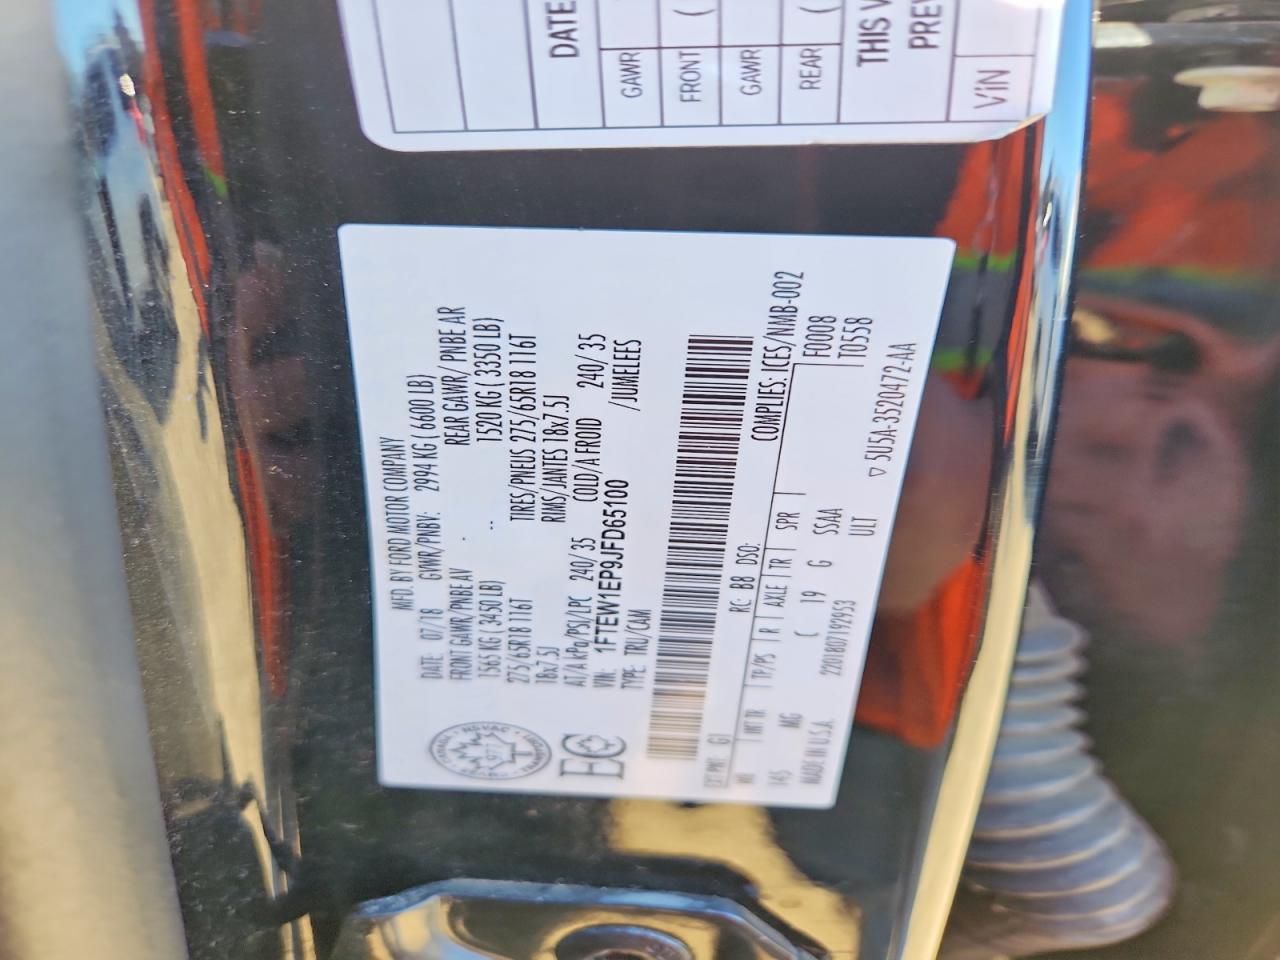 DATE
GAWR
FRONT (
GAWR
REAR (
THIS V
PREV
VIN
MFD. BY FORD MOTOR COMPANY
DATE: 07/18 GVWR/PNBV: 2994 KG ( 6600 LB)
FRONT GAWR/PNBE AV REAR GAWR/PNBE AR
1565 KG ( 3450 LB) 1520 KG ( 3350 LB)
275/65R18 116T TIRES/PNEUS 275/65R18 116T
18x7.5J RIMS/JANTES 18x7.5J
AT/A kPa/PSI/LPC 240/35 COLD/A FROID 240/35
VIN: 1FTEW1EP9JFD65100 /JUMELEES
TYPE: TRU/CAM
CANADA
977
EC
COMPLIES: ICES/NMB-002
EXT PNT: G1 RC: BB DSO: F0008
WB INT TR TP/PS R AXLE TR SPR T0558
145 MG ( 19 G SSAA
MADE IN U.S.A. 2201807192953 ULT
▽ 5U5A-3520472-AA